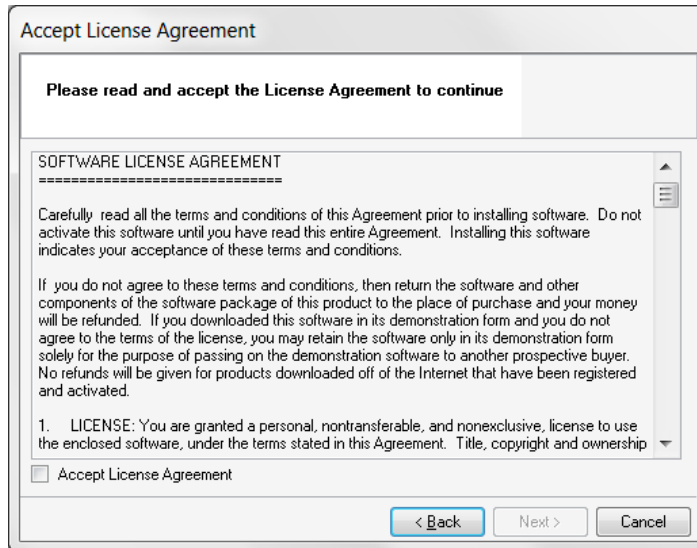 Accept License Agreement
Please read and accept the License Agreement to continue
SOFTWARE LICENSE AGREEMENT
==============================
Carefully  read all the terms and conditions of this Agreement prior to installing software.  Do not
activate this software until you have read this entire Agreement.  Installing this software
indicates your acceptance of these terms and conditions.
If  you do not agree to these terms and conditions, then return the software and other
components of the software package of this product to the place of purchase and your money
will be refunded.  If you downloaded this software in its demonstration form and you do not
agree to the terms of the license, you may retain the software only in its demonstration form
solely for the purpose of passing on the demonstration software to another prospective buyer.
No refunds will be given for products downloaded off of the Internet that have been registered
and activated.
1.    LICENSE: You are granted a personal, nontransferable, and nonexclusive, license to use
the enclosed software, under the terms stated in this Agreement.  Title, copyright and ownership
Accept License Agreement
< Back
Next >
Cancel